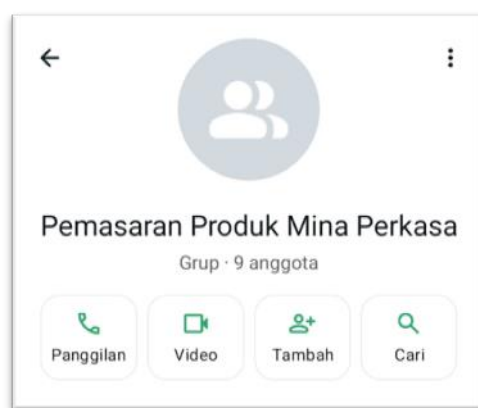 Pemasaran Produk Mina Perkasa
Grup · 9 anggota
Panggilan Video Tambah Cari